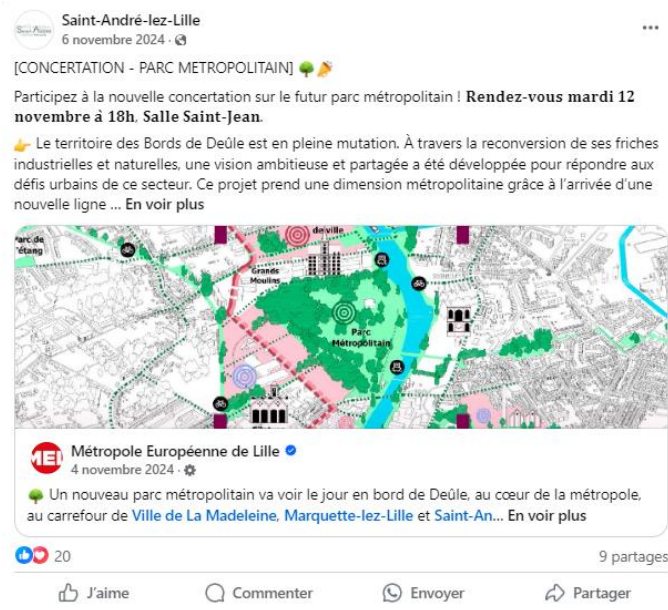 Saint-André-lez-Lille
6 novembre 2024 ·
[CONCERTATION - PARC METROPOLITAIN] 🌳 🎉
Participez à la nouvelle concertation sur le futur parc métropolitain ! Rendez-vous mardi 12
novembre à 18h, Salle Saint-Jean.
👉 Le territoire des Bords de Deûle est en pleine mutation. À travers la reconversion de ses friches
industrielles et naturelles, une vision ambitieuse et partagée a été développée pour répondre aux
défis urbains de ce secteur. Ce projet prend une dimension métropolitaine grâce à l'arrivée d'une
nouvelle ligne ... En voir plus
Parc de
l'étang
de ville
Grands
Moulins
Parc
Métropolitain
MEL
Métropole Européenne de Lille
4 novembre 2024 ·
🌳 Un nouveau parc métropolitain va voir le jour en bord de Deûle, au cœur de la métropole,
au carrefour de Ville de La Madeleine, Marquette-lez-Lille et Saint-An... En voir plus
20
9 partages
J'aime
Commenter
Envoyer
Partager